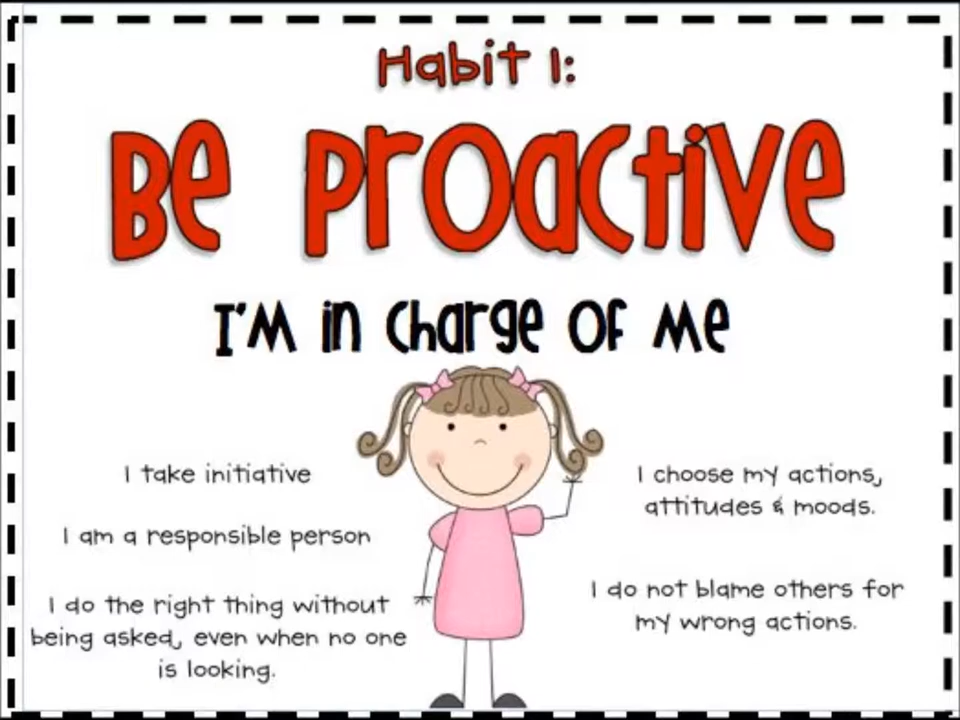 Habit 1:
Be Proactive
I'm in charge of me
I take initiative
I am a responsible person
I do the right thing without
being asked, even when no one
is looking.
I choose my actions,
attitudes & moods.
I do not blame others for
my wrong actions.